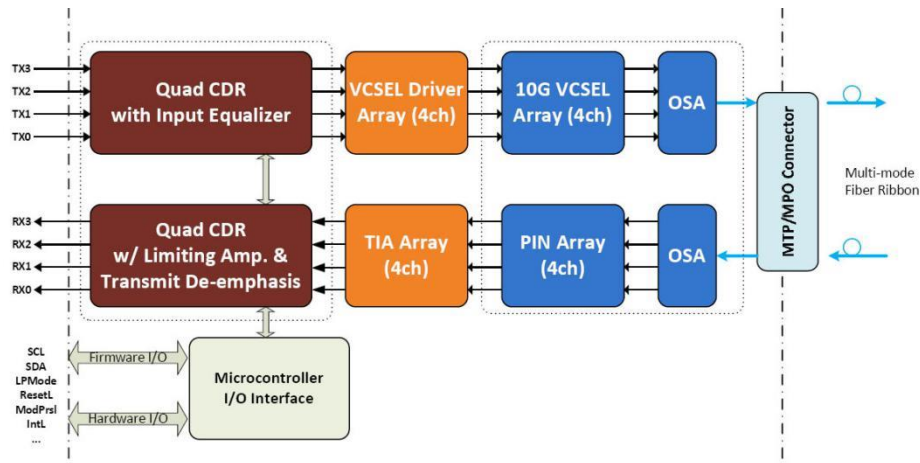 TX3
TX2
TX1
TX0
Quad CDR
with Input Equalizer
VCSEL Driver
Array (4ch)
10G VCSEL
Array (4ch)
OSA
MTP/MPO Connector
Multi-mode
Fiber Ribbon
RX3
RX2
RX1
RX0
Quad CDR
w/ Limiting Amp. &
Transmit De-emphasis
TIA Array
(4ch)
PIN Array
(4ch)
OSA
SCL
SDA
LPMode
ResetL
ModPrsl
IntL
...
Firmware I/O
Hardware I/O
Microcontroller
I/O Interface